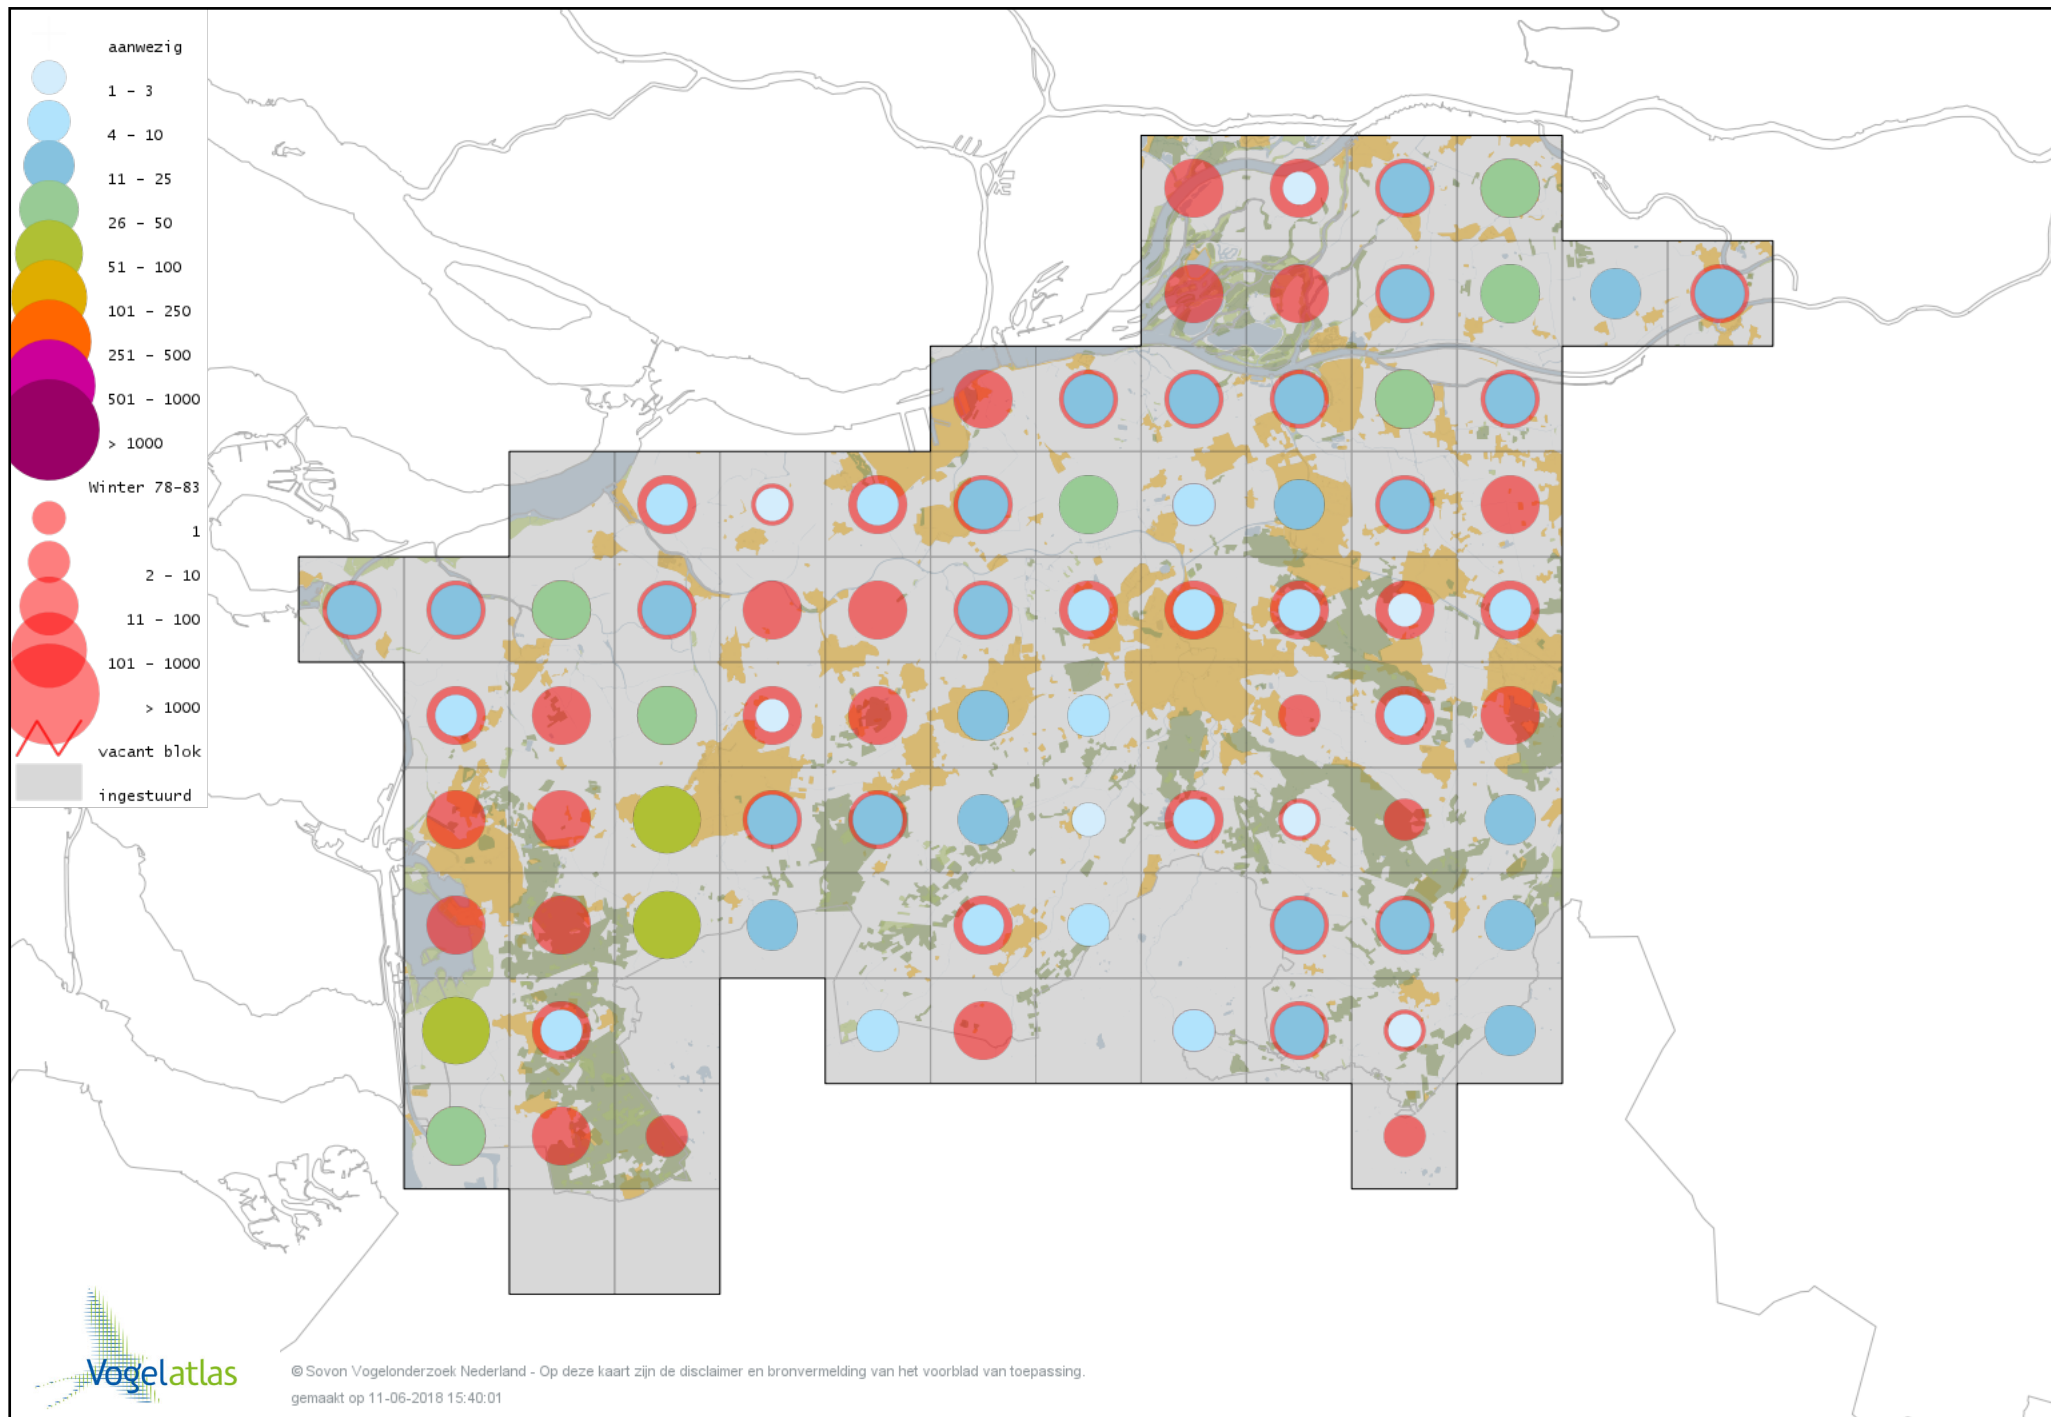 aanwezig
1 - 3
4 - 10
11 - 25
26 - 50
51 - 100
101 - 250
251 - 500
501 - 1000
> 1000
Winter 78-83
1
2 - 10
11 - 100
101 - 1000
> 1000
vacant blok
ingestuurd
Vogelatlas
© Sovon Vogelonderzoek Nederland - Op deze kaart zijn de disclaimer en bronvermelding van het voorblad van toepassing.
gemaakt op 11-06-2018 15:40:01